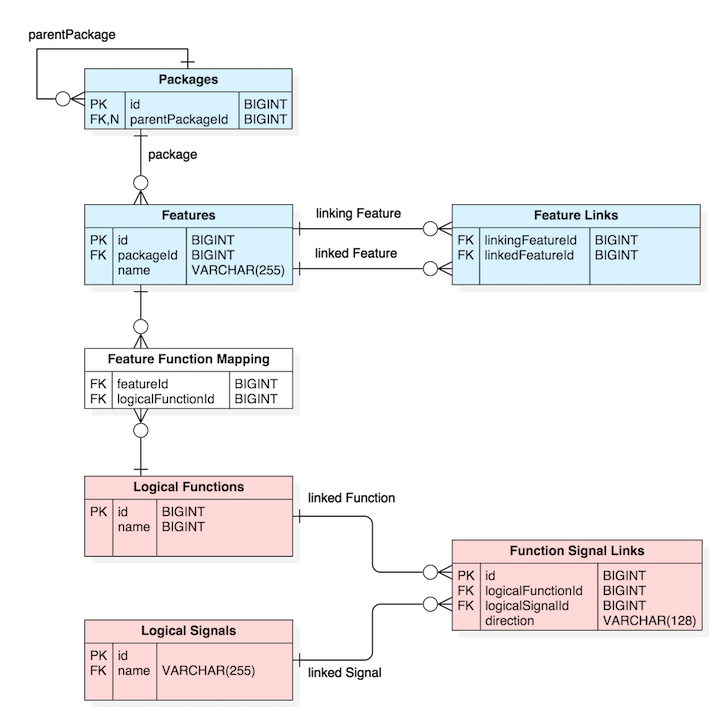 parentPackage
Packages
PK id BIGINT
FK,N parentPackageId BIGINT
package
Features
PK id BIGINT
FK packageId BIGINT
name VARCHAR(255)
linking Feature
linked Feature
Feature Links
FK linkingFeatureId BIGINT
FK linkedFeatureId BIGINT
Feature Function Mapping
FK featureId BIGINT
FK logicalFunctionId BIGINT
Logical Functions
PK id BIGINT
name BIGINT
linked Function
Function Signal Links
PK id BIGINT
FK logicalFunctionId BIGINT
FK logicalSignalId BIGINT
direction VARCHAR(128)
Logical Signals
PK id
FK name VARCHAR(255)
linked Signal